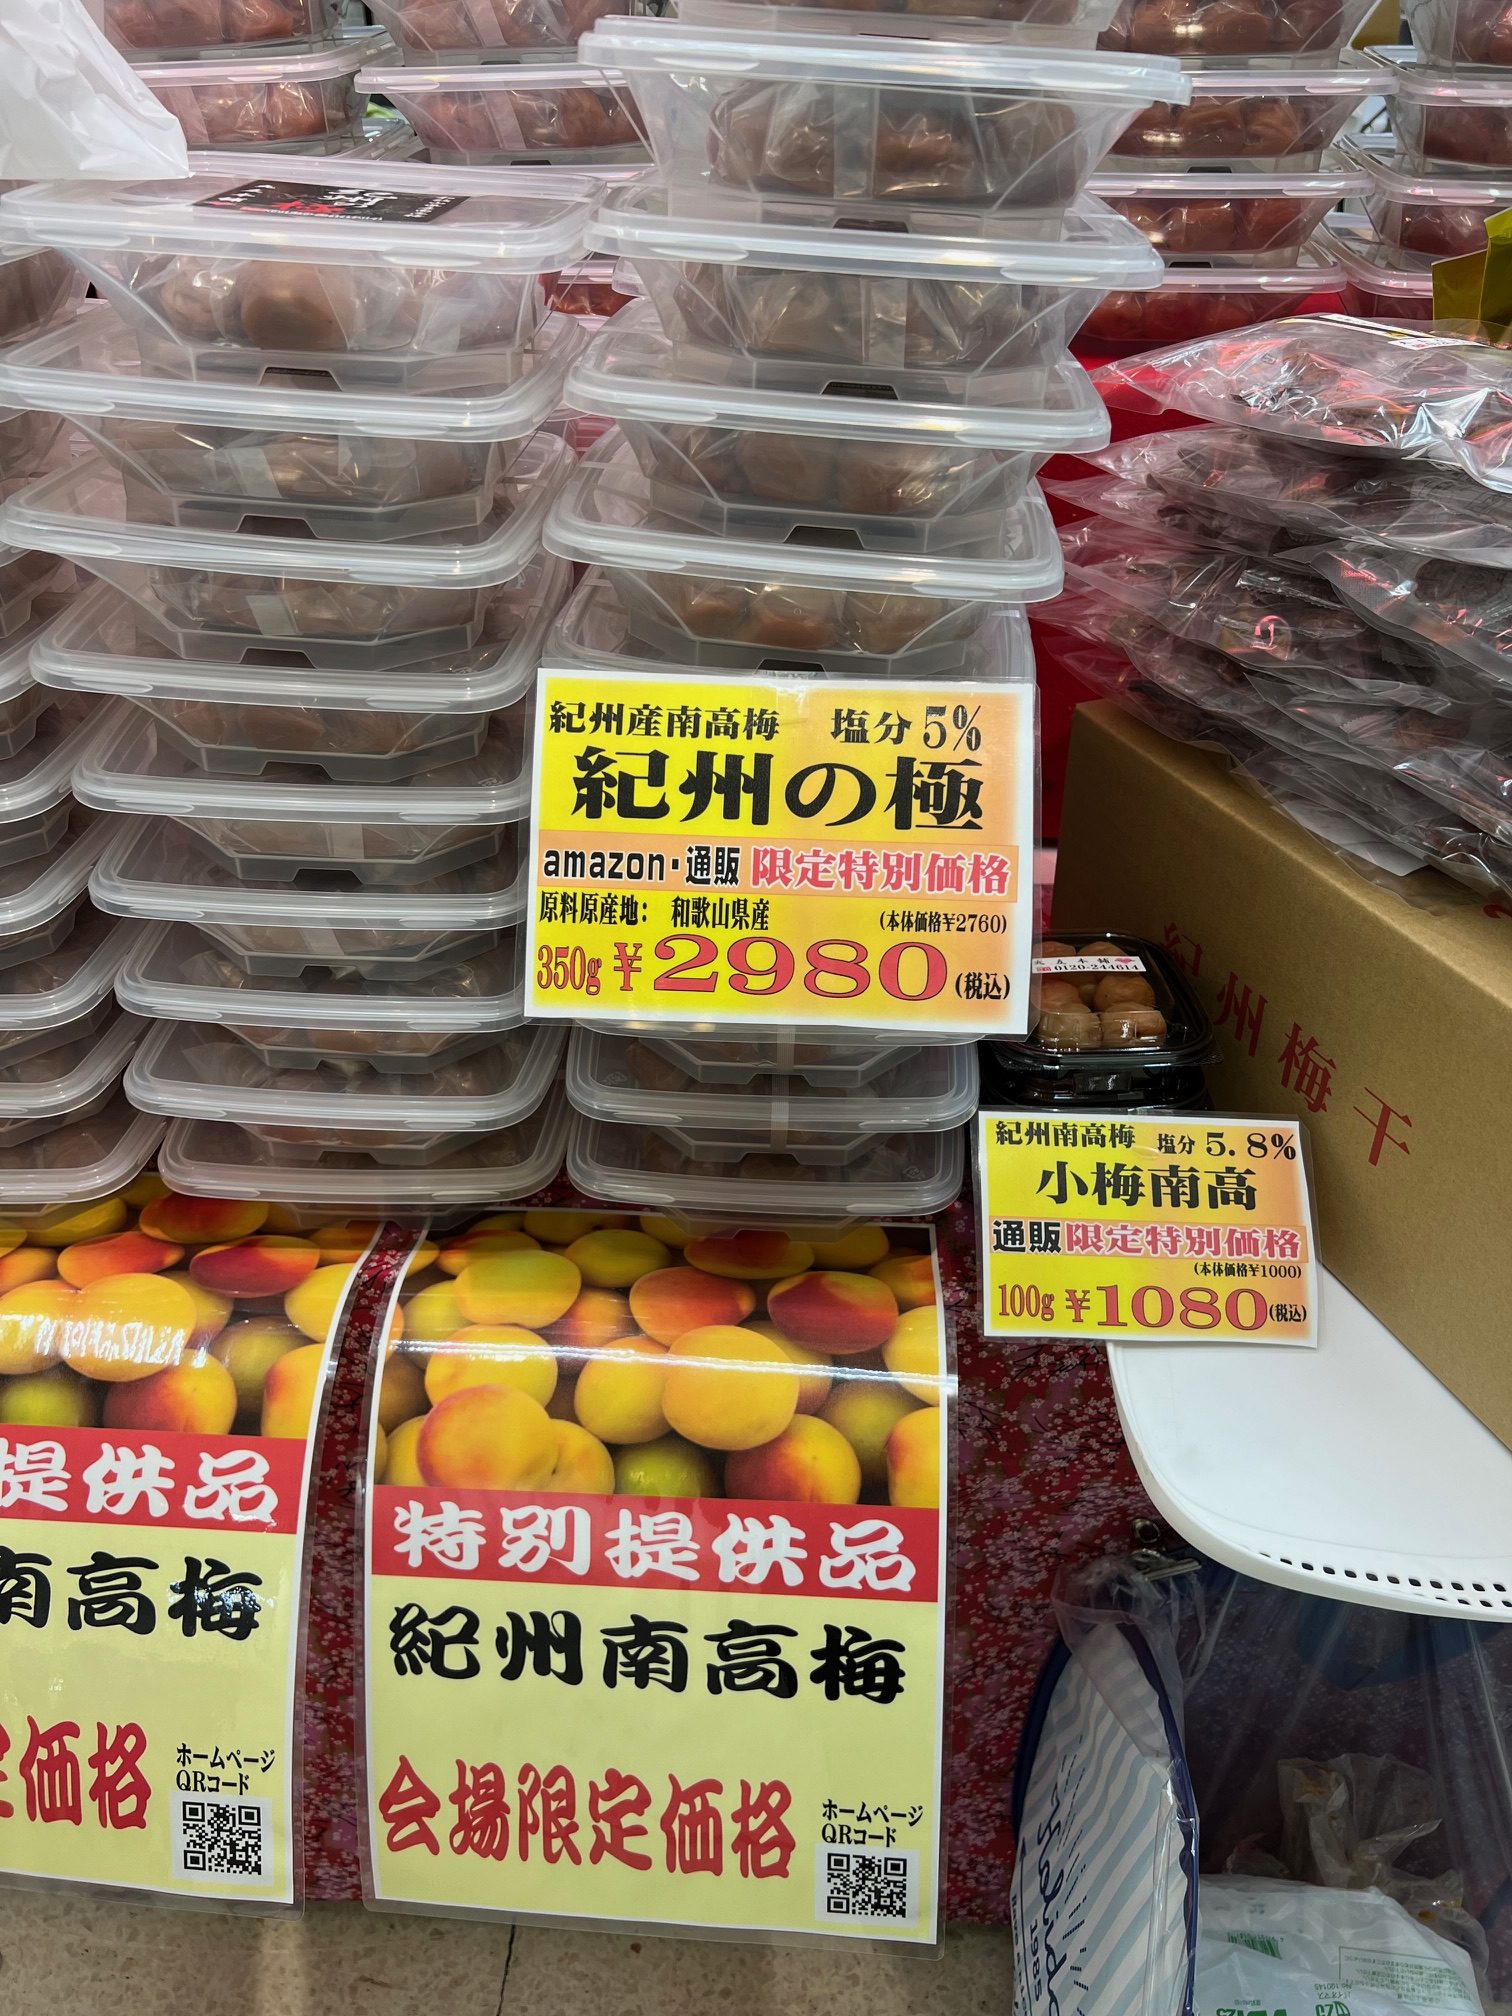 紀州産南高梅 塩分 5%
紀州の極
amazon・通販 限定特別価格
原料原産地: 和歌山県産 (本体価格¥2760)
350g ¥2980(税込)
0120-244614
紀州梅干
紀州南高梅 塩分 5.8%
小梅南高
通販限定特別価格
(本体価格¥1000)
100g ¥1080(税込)
提供品
南高梅
価格
ホームページ
QRコード
特別提供品
紀州南高梅
会場限定価格
ホームページ
QRコード
1985